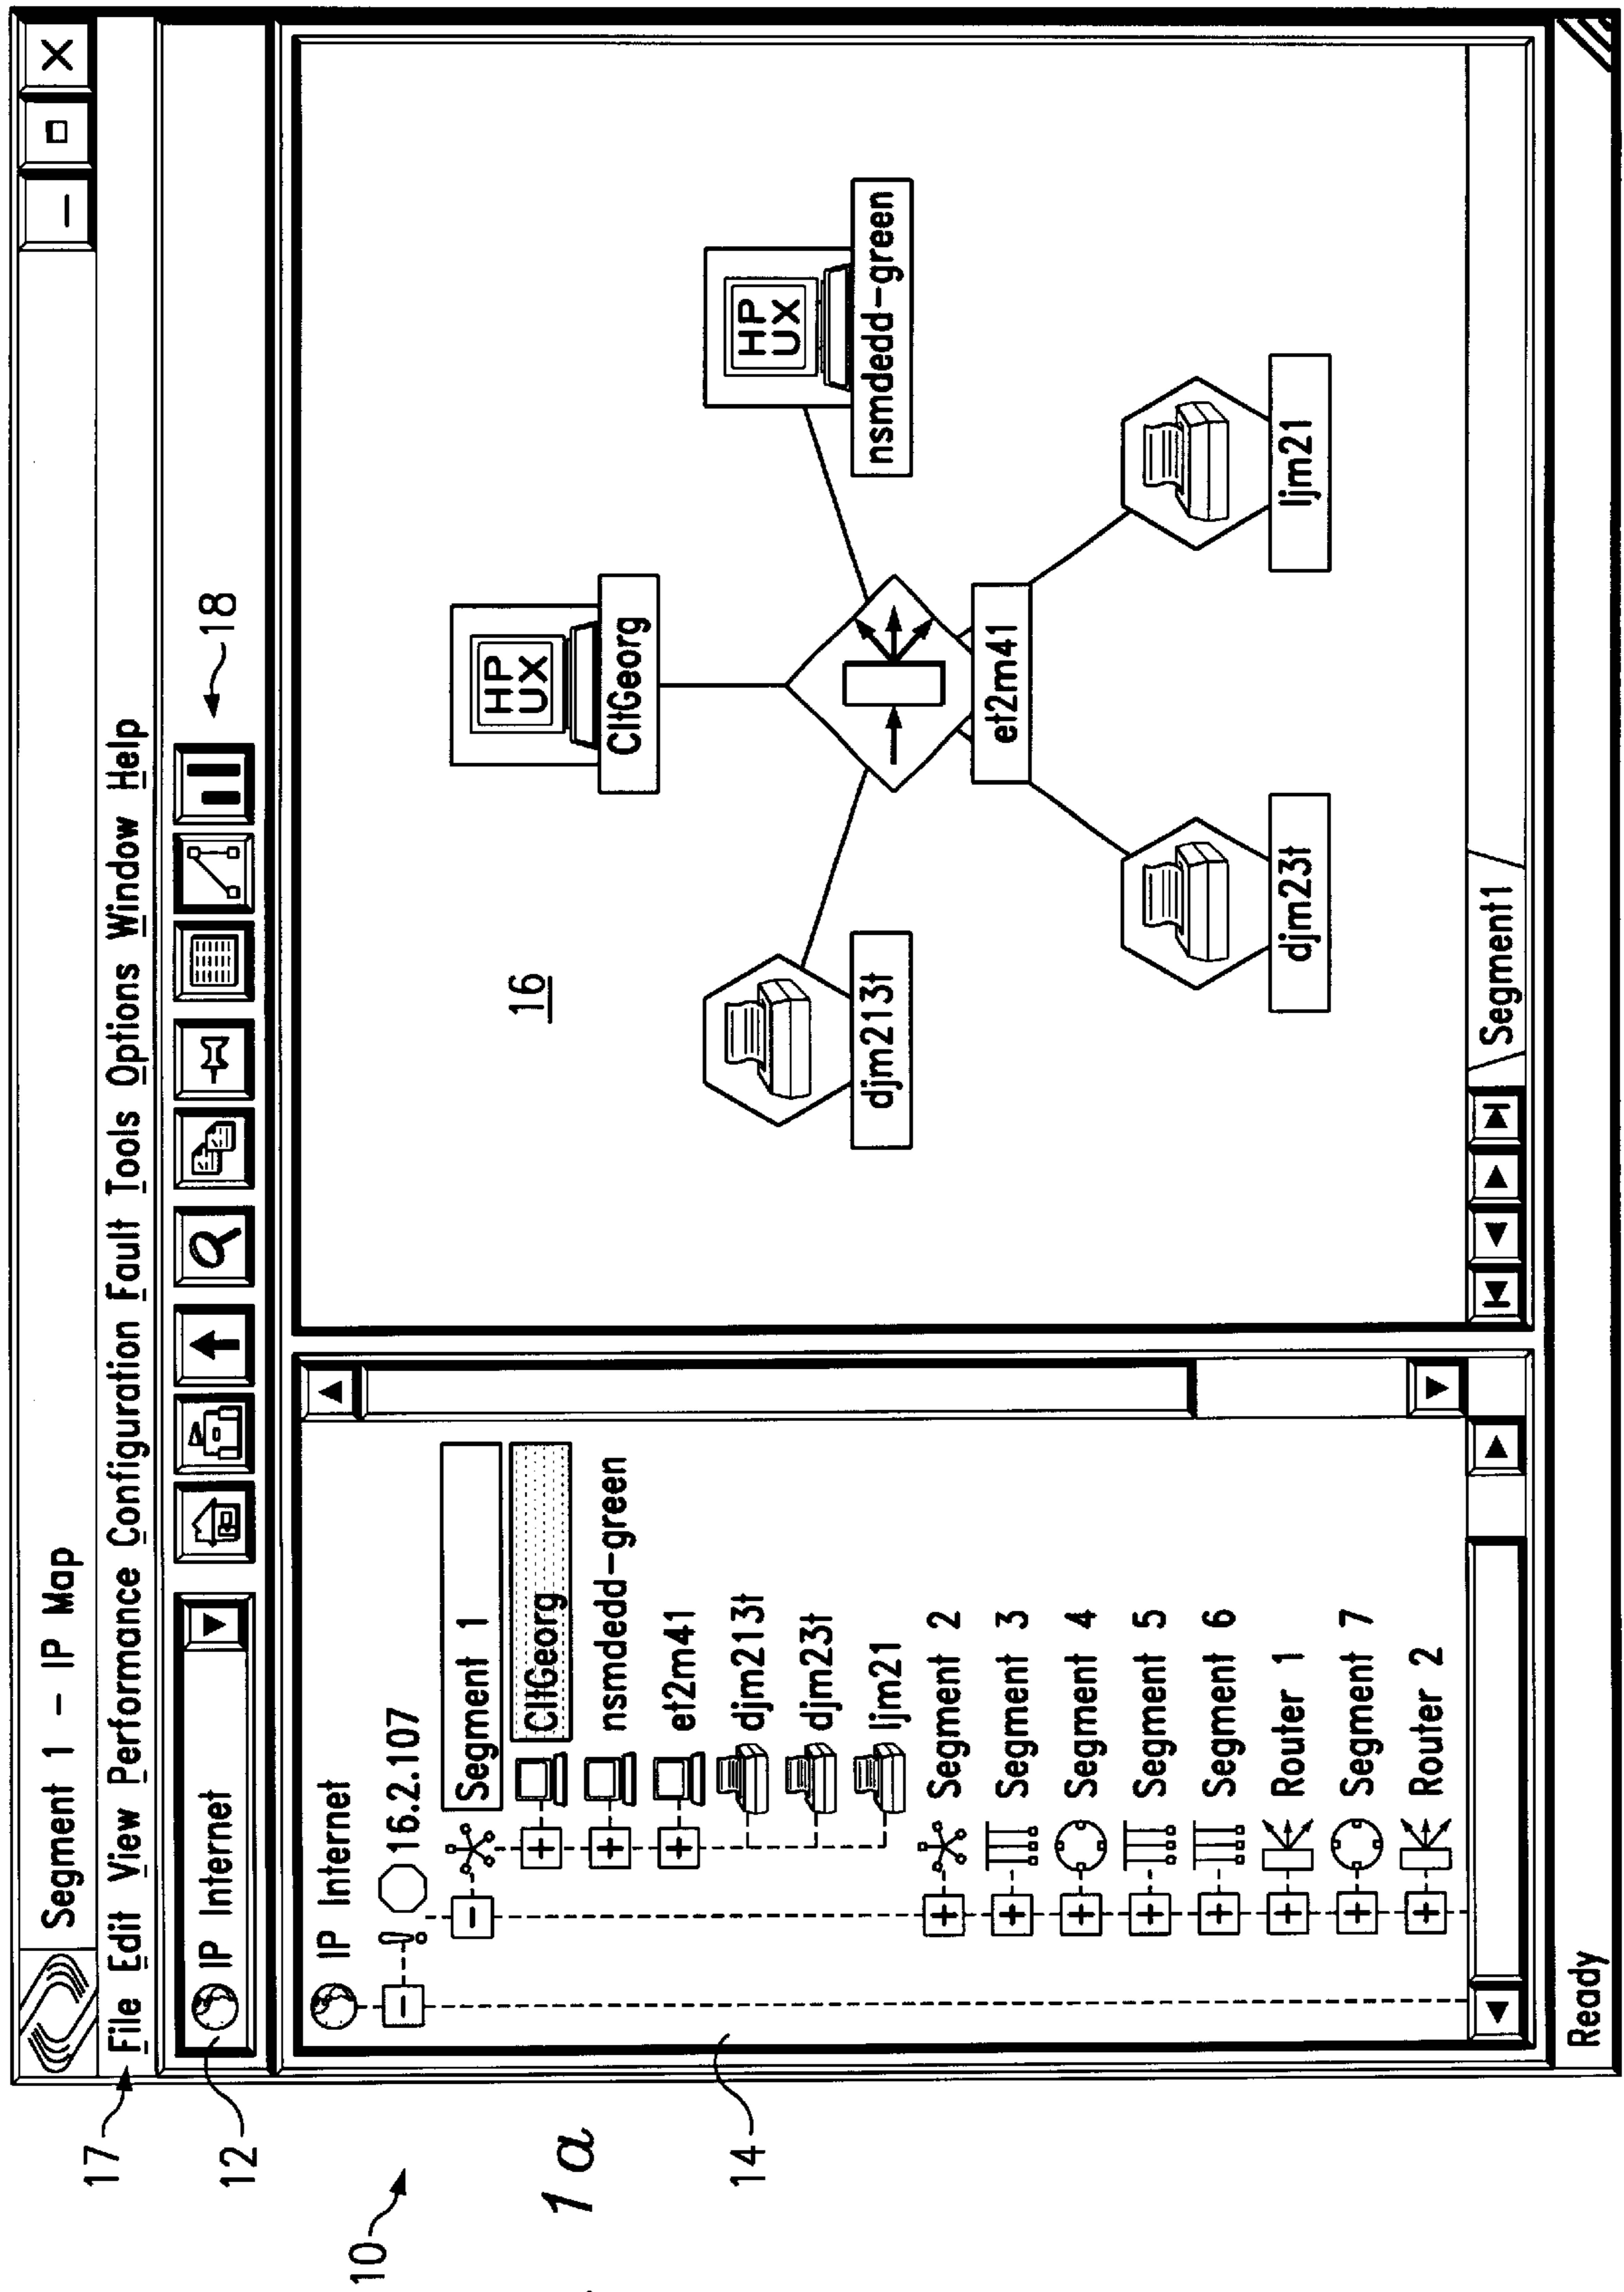 Segment 1 - IP Map
17
File Edit View Performance Configuration Fault Tools Options Window Help
12
IP Internet
18
10
IP Internet
16.2.107
Segment 1
CltGeorg
nsmdedd-green
et2m41
djm213t
djm23t
ljm21
Segment 2
Segment 3
Segment 4
Segment 5
Segment 6
Router 1
Segment 7
Router 2
14
16
HP
UX
CltGeorg
HP
UX
nsmdedd-green
djm213t
et2m41
djm23t
ljm21
Segment1
Ready
1a